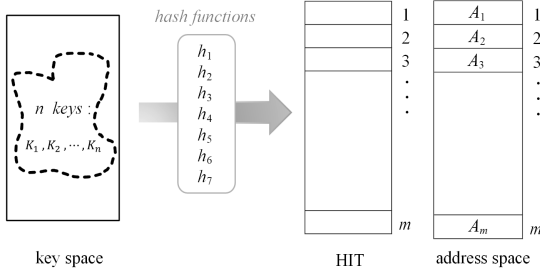 hash functions
h₁
h₂
h₃
h₄
h₅
h₆
h₇
n keys :
K₁ , K₂ , ⋯, Kₙ
key space
1
2
3
m
HIT
A₁ 1
A₂ 2
A₃ 3
Aₘ m
address space